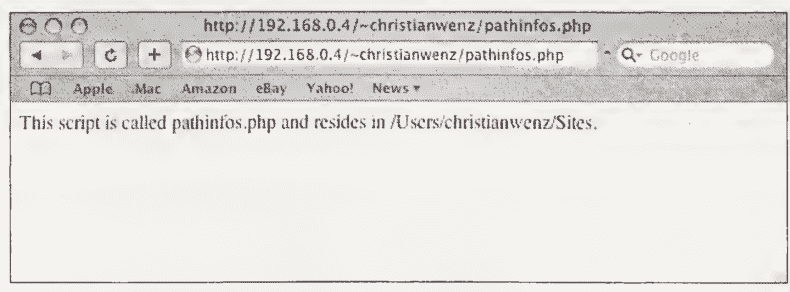 http://192.168.0.4/~christianwenz/pathinfos.php
http://192.168.0.4/~christianwenz/pathinfos.php Google
Apple Mac Amazon eBay Yahoo! News
This script is called pathinfos.php and resides in /Users/christianwenz/Sites.